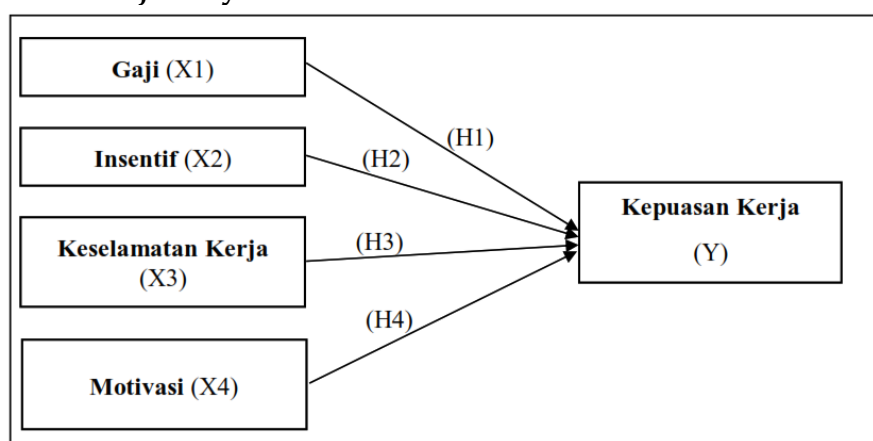 Gaji (X1)
(H1)
Insentif (X2)
(H2)
Kepuasan Kerja
(Y)
Keselamatan Kerja
(X3)
(H3)
(H4)
Motivasi (X4)